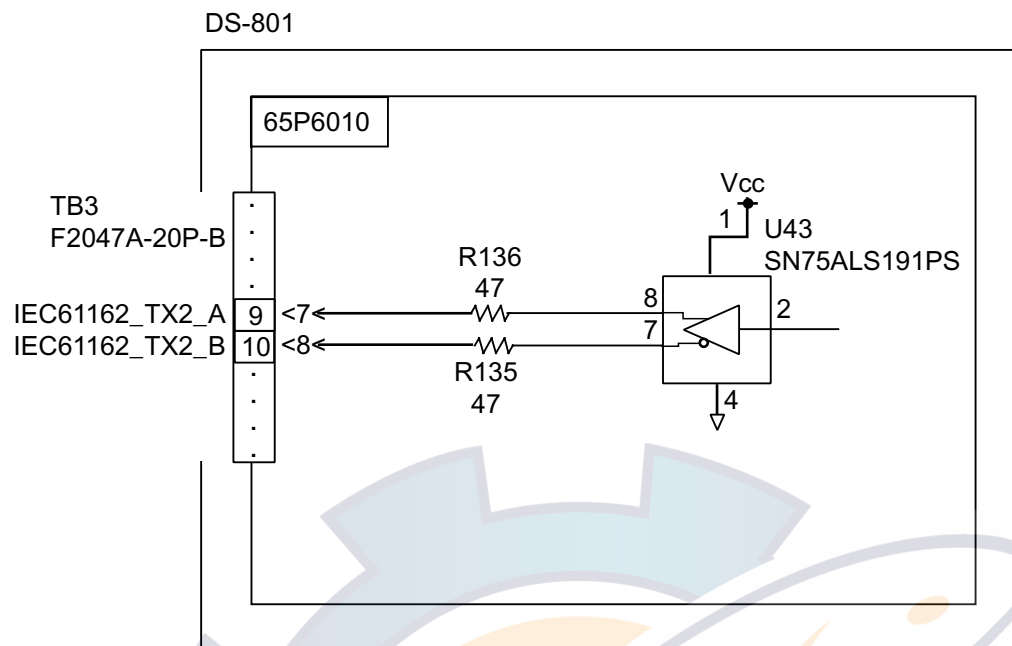 DS-801
65P6010
TB3
F2047A-20P-B
Vcc
1
U43
SN75ALS191PS
R136
47
IEC61162_TX2_A 9 <7 8 2
IEC61162_TX2_B 10 <8 7
R135
47
4